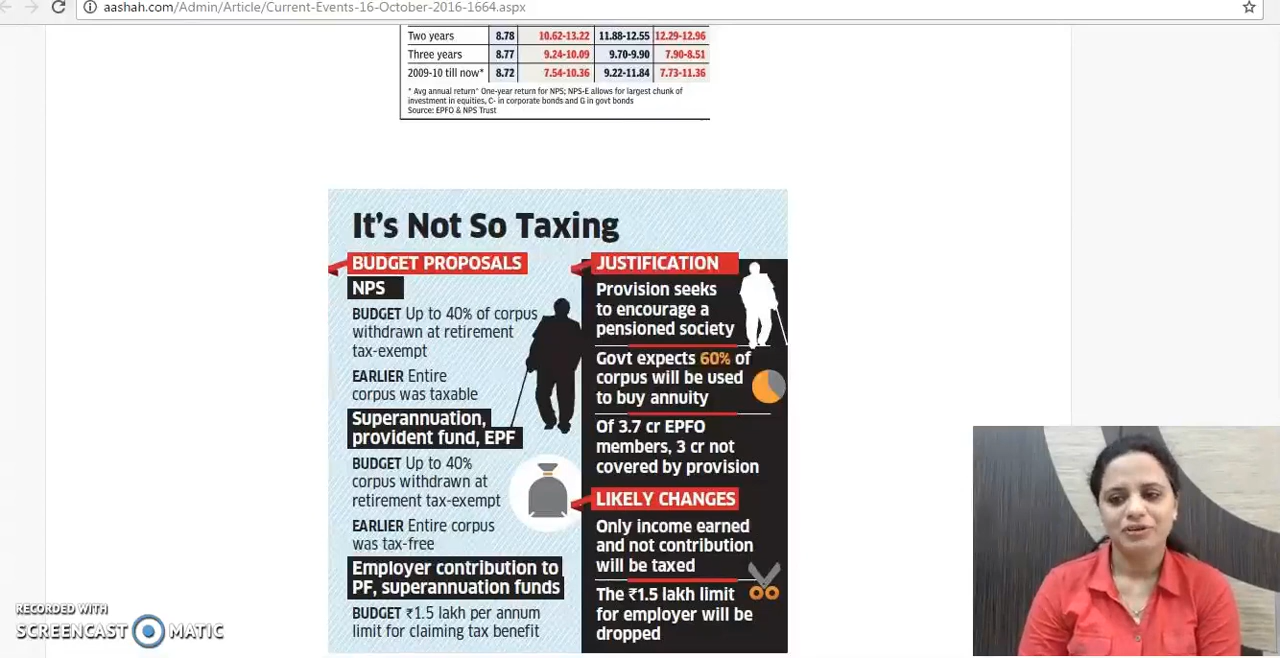 aashah.com/Admin/Article/Current-Events-16-October-2016-1664.aspx
Two years 8.78 10.62-13.22 11.88-12.55 12.29-12.96
Three years 8.77 9.24-10.09 9.70-9.90 7.90-8.51
2009-10 till now* 8.72 7.54-10.36 9.22-11.84 7.73-11.36
* Avg annual return^ One-year return for NPS; NPS-E allows for largest chunk of
investment in equities, C- in corporate bonds and G in govt bonds
Source: EPFO & NPS Trust
It's Not So Taxing
BUDGET PROPOSALS
NPS
BUDGET Up to 40% of corpus
withdrawn at retirement
tax-exempt
EARLIER Entire
corpus was taxable
Superannuation,
provident fund, EPF
BUDGET Up to 40%
corpus withdrawn at
retirement tax-exempt
EARLIER Entire corpus
was tax-free
Employer contribution to
PF, superannuation funds
BUDGET ₹1.5 lakh per annum
limit for claiming tax benefit
JUSTIFICATION
Provision seeks
to encourage a
pensioned society
Govt expects 60% of
corpus will be used
to buy annuity
Of 3.7 cr EPFO
members, 3 cr not
covered by provision
LIKELY CHANGES
Only income earned
and not contribution
will be taxed
The ₹1.5 lakh limit
for employer will be
dropped
RECORDED WITH
SCREENCAST MATIC